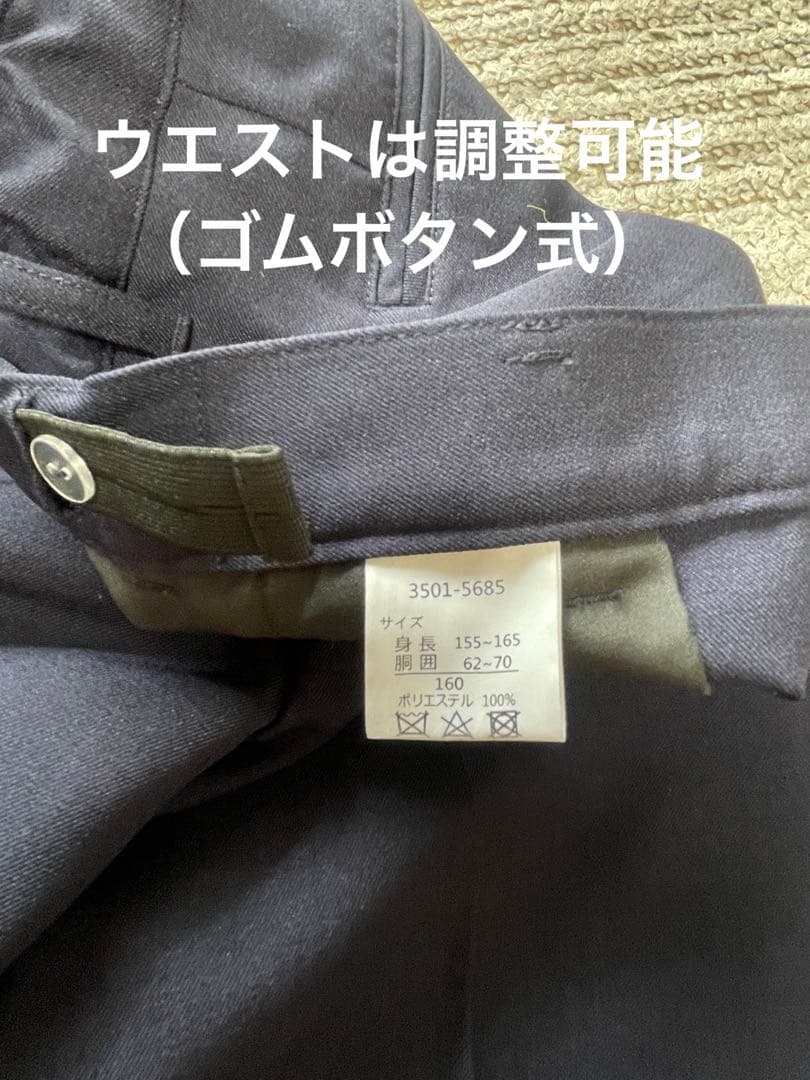 ウエストは調整可能
（ゴムボタン式）
3501-5685
サイズ
身長 155~165
胴囲 62~70
160
ポリエステル 100%